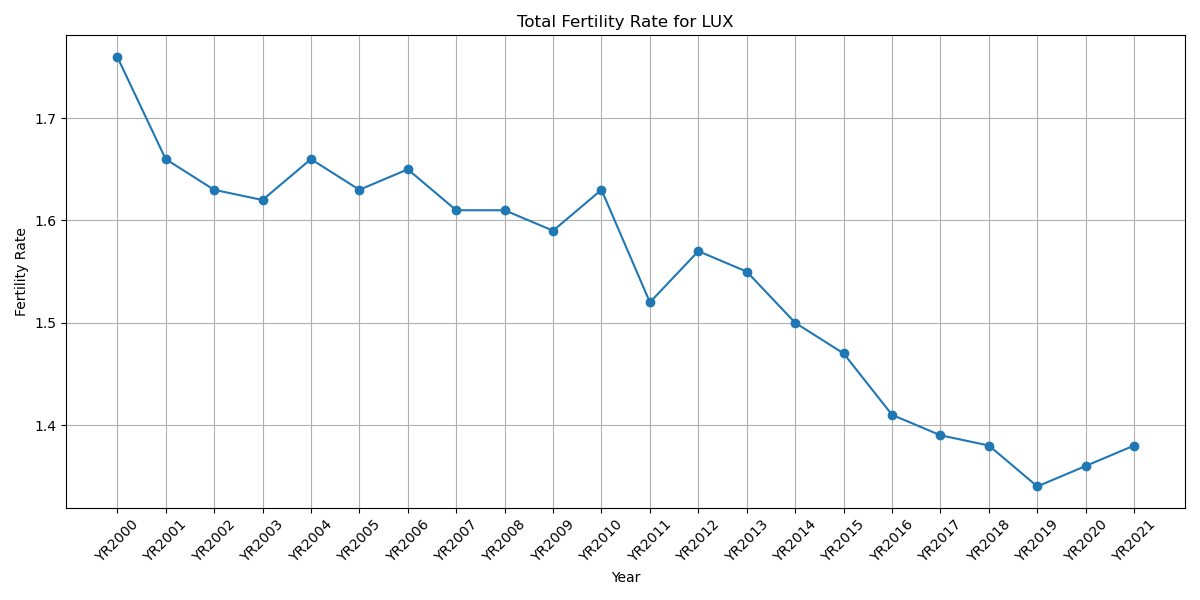 Total Fertility Rate for LUX
Fertility Rate
1.7
1.6
1.5
1.4
YR2000
YR2001
YR2002
YR2003
YR2004
YR2005
YR2006
YR2007
YR2008
YR2009
YR2010
YR2011
YR2012
YR2013
YR2014
YR2015
YR2016
YR2017
YR2018
YR2019
YR2020
YR2021
Year